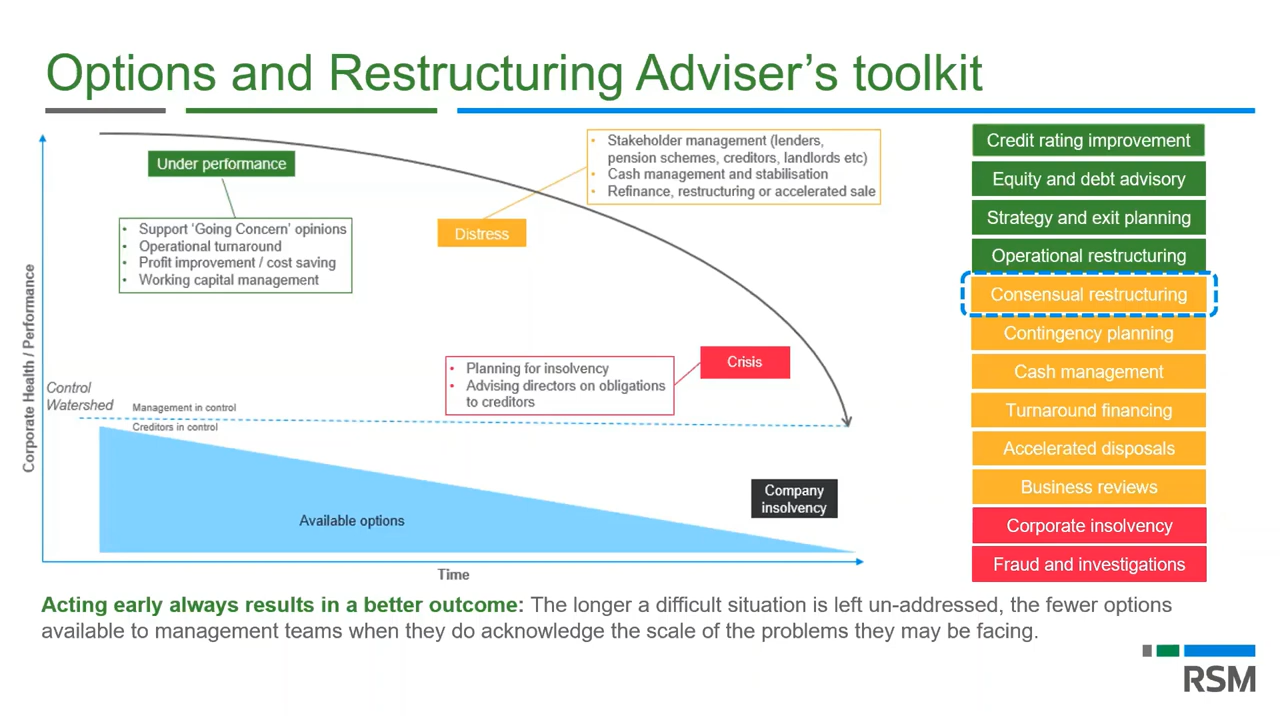 Options and Restructuring Adviser’s toolkit
Under performance
• Support ‘Going Concern’ opinions
• Operational turnaround
• Profit improvement / cost saving
• Working capital management
• Stakeholder management (lenders,
pension schemes, creditors, landlords etc)
• Cash management and stabilisation
• Refinance, restructuring or accelerated sale
Distress
• Planning for insolvency
• Advising directors on obligations
to creditors
Crisis
Corporate Health / Performance
Control
Watershed
Management in control
Creditors in control
Available options
Company
insolvency
Time
Credit rating improvement
Equity and debt advisory
Strategy and exit planning
Operational restructuring
Consensual restructuring
Contingency planning
Cash management
Turnaround financing
Accelerated disposals
Business reviews
Corporate insolvency
Fraud and investigations
Acting early always results in a better outcome: The longer a difficult situation is left un-addressed, the fewer options
available to management teams when they do acknowledge the scale of the problems they may be facing.
RSM